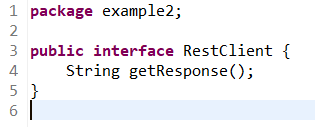 1 package example2;
2
3 public interface RestClient {
4     String getResponse();
5 }
6